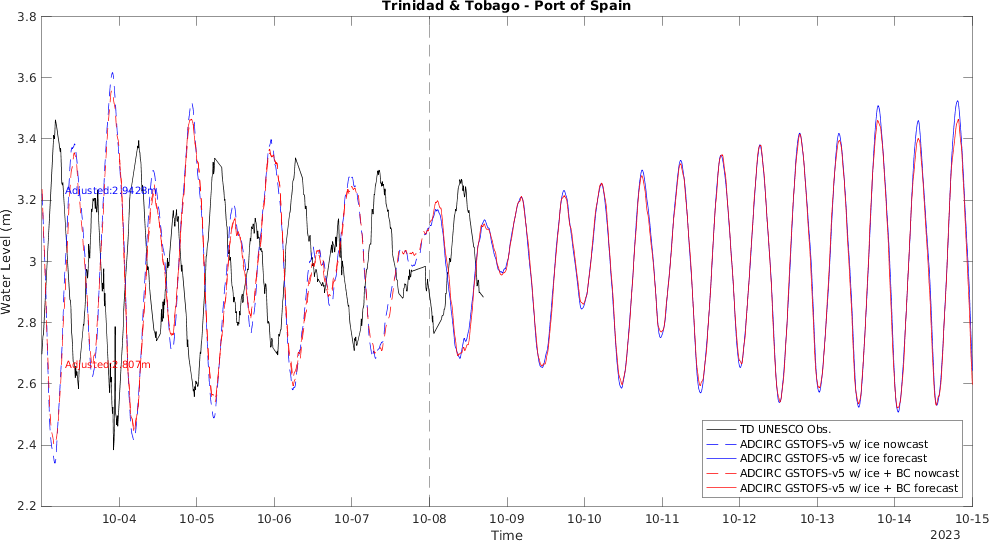 Trinidad & Tobago - Port of Spain
3.8
3.6
3.4
3.2
3
2.8
2.6
2.4
2.2
Water Level (m)
Adjusted:2.9428m
Adjusted:2.807m
TD UNESCO Obs.
ADCIRC GSTOFS-v5 w/ ice nowcast
ADCIRC GSTOFS-v5 w/ ice forecast
ADCIRC GSTOFS-v5 w/ ice + BC nowcast
ADCIRC GSTOFS-v5 w/ ice + BC forecast
10-04 10-05 10-06 10-07 10-08 10-09 10-10 10-11 10-12 10-13 10-14 10-15
Time
2023